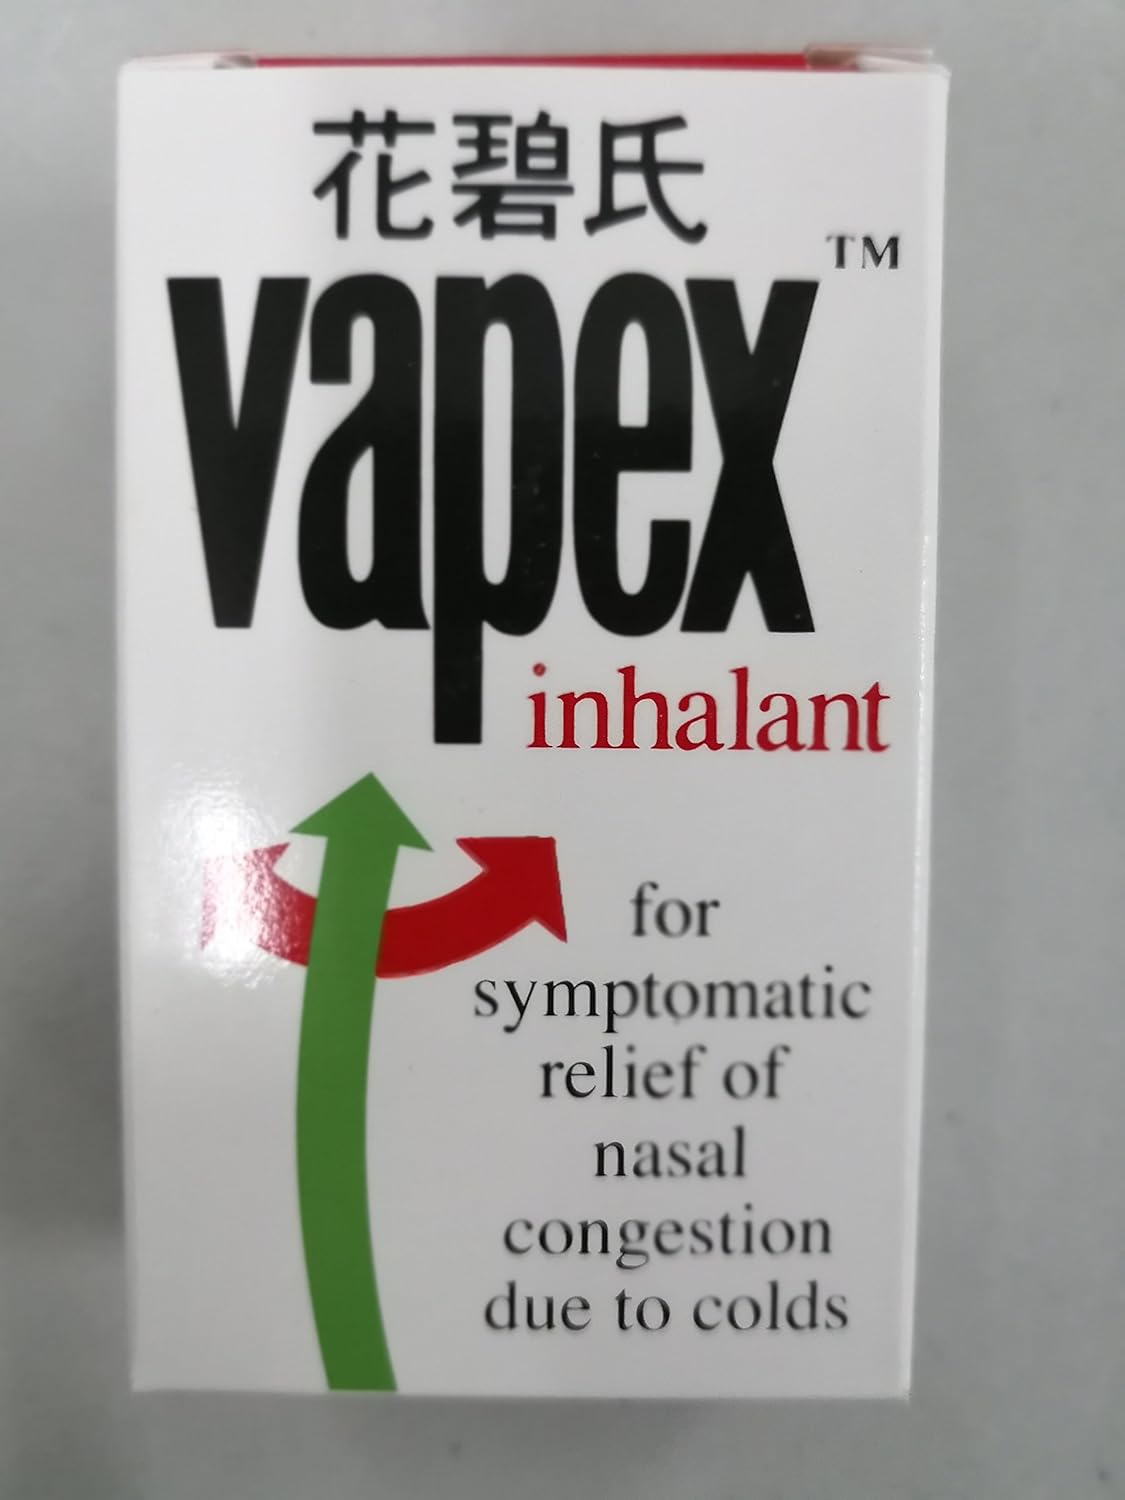 花碧氏
vapex™
inhalant
for
symptomatic
relief of
nasal
congestion
due to colds